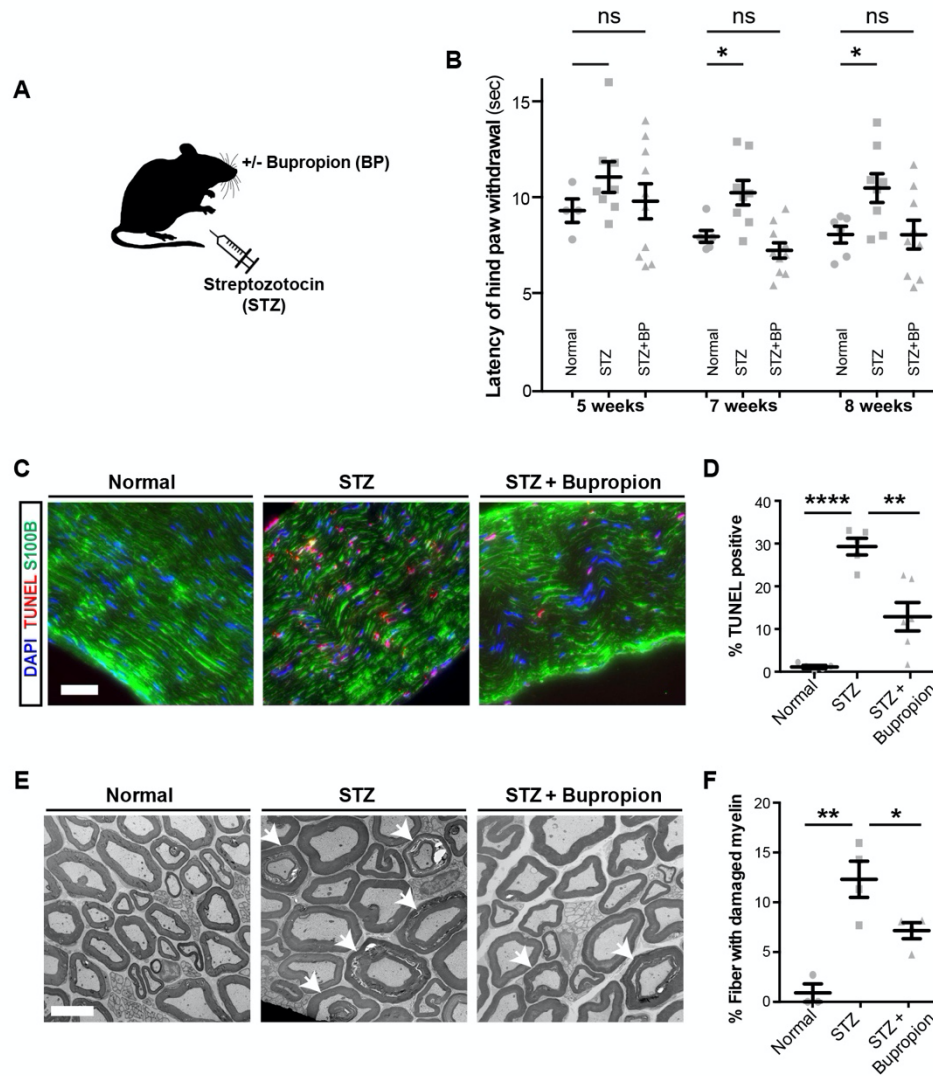 A
+/- Bupropion (BP)
Streptozotocin
(STZ)
B
ns
ns
ns
*
*
Latency of hind paw withdrawal (sec)
15
10
5
0
Normal
STZ
STZ+BP
Normal
STZ
STZ+BP
Normal
STZ
STZ+BP
5 weeks
7 weeks
8 weeks
C
Normal
STZ
STZ + Bupropion
DAPI TUNEL S100B
D
****
**
% TUNEL positive
40
30
20
10
0
Normal
STZ
STZ +
Bupropion
E
Normal
STZ
STZ + Bupropion
F
**
*
% Fiber with damaged myelin
20
15
10
5
0
Normal
STZ
STZ +
Bupropion